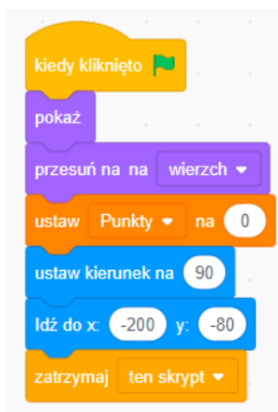 kiedy kliknięto
pokaż
przesuń na na wierzch
ustaw Punkty na 0
ustaw kierunek na 90
Idź do x: -200 y: -80
zatrzymaj ten skrypt